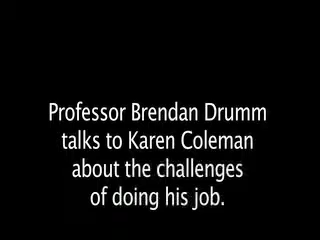 Professor Brendan Drumm
talks to Karen Coleman
about the challenges
of doing his job.